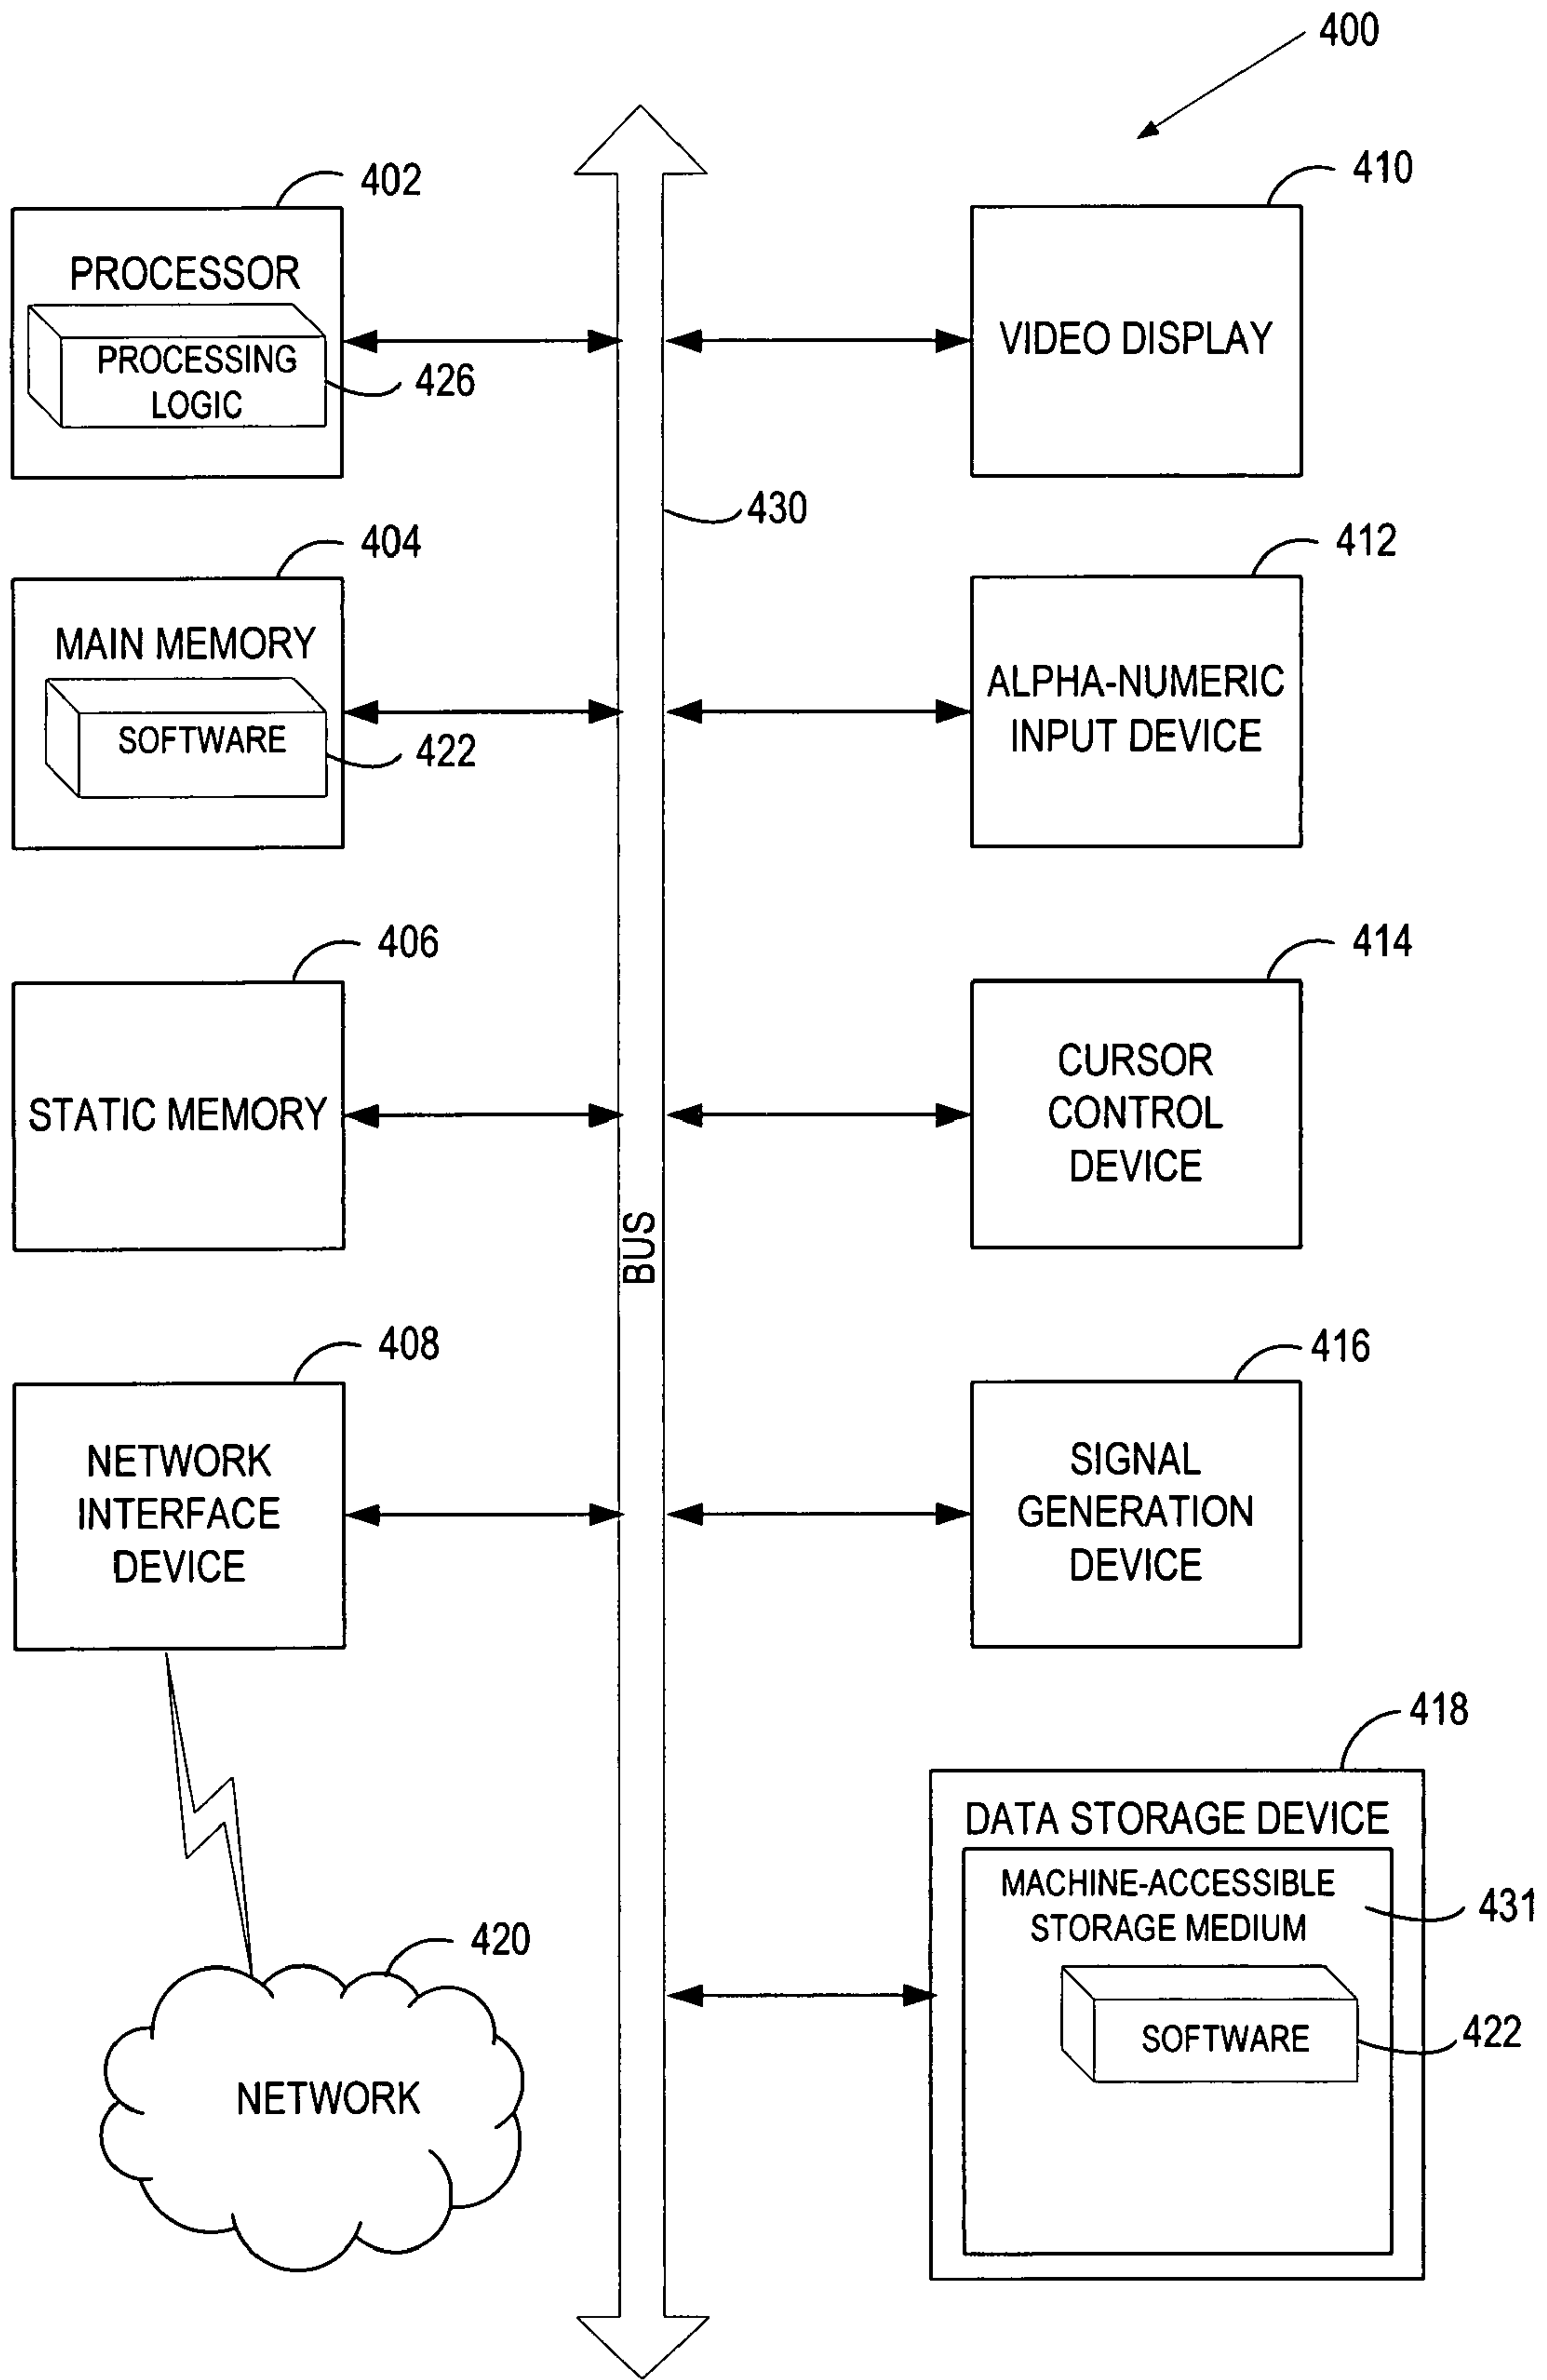 400
402
410
PROCESSOR
PROCESSING
LOGIC
426
VIDEO DISPLAY
430
404
412
MAIN MEMORY
SOFTWARE
422
ALPHA-NUMERIC
INPUT DEVICE
406
414
STATIC MEMORY
CURSOR
CONTROL
DEVICE
BUS
408
416
NETWORK
INTERFACE
DEVICE
SIGNAL
GENERATION
DEVICE
418
DATA STORAGE DEVICE
MACHINE-ACCESSIBLE
STORAGE MEDIUM
431
SOFTWARE
422
420
NETWORK